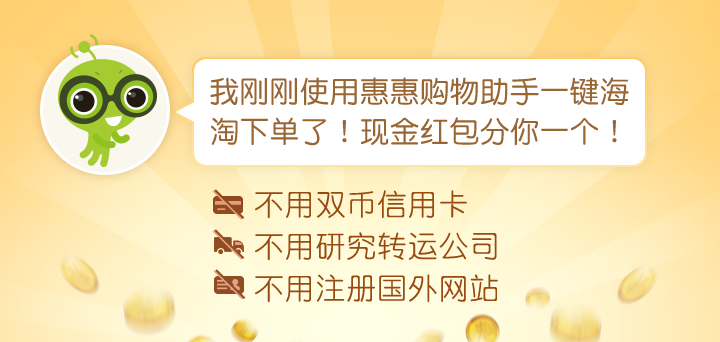 我刚刚使用惠惠购物助手一键海
淘下单了！现金红包分你一个！
不用双币信用卡
不用研究转运公司
不用注册国外网站